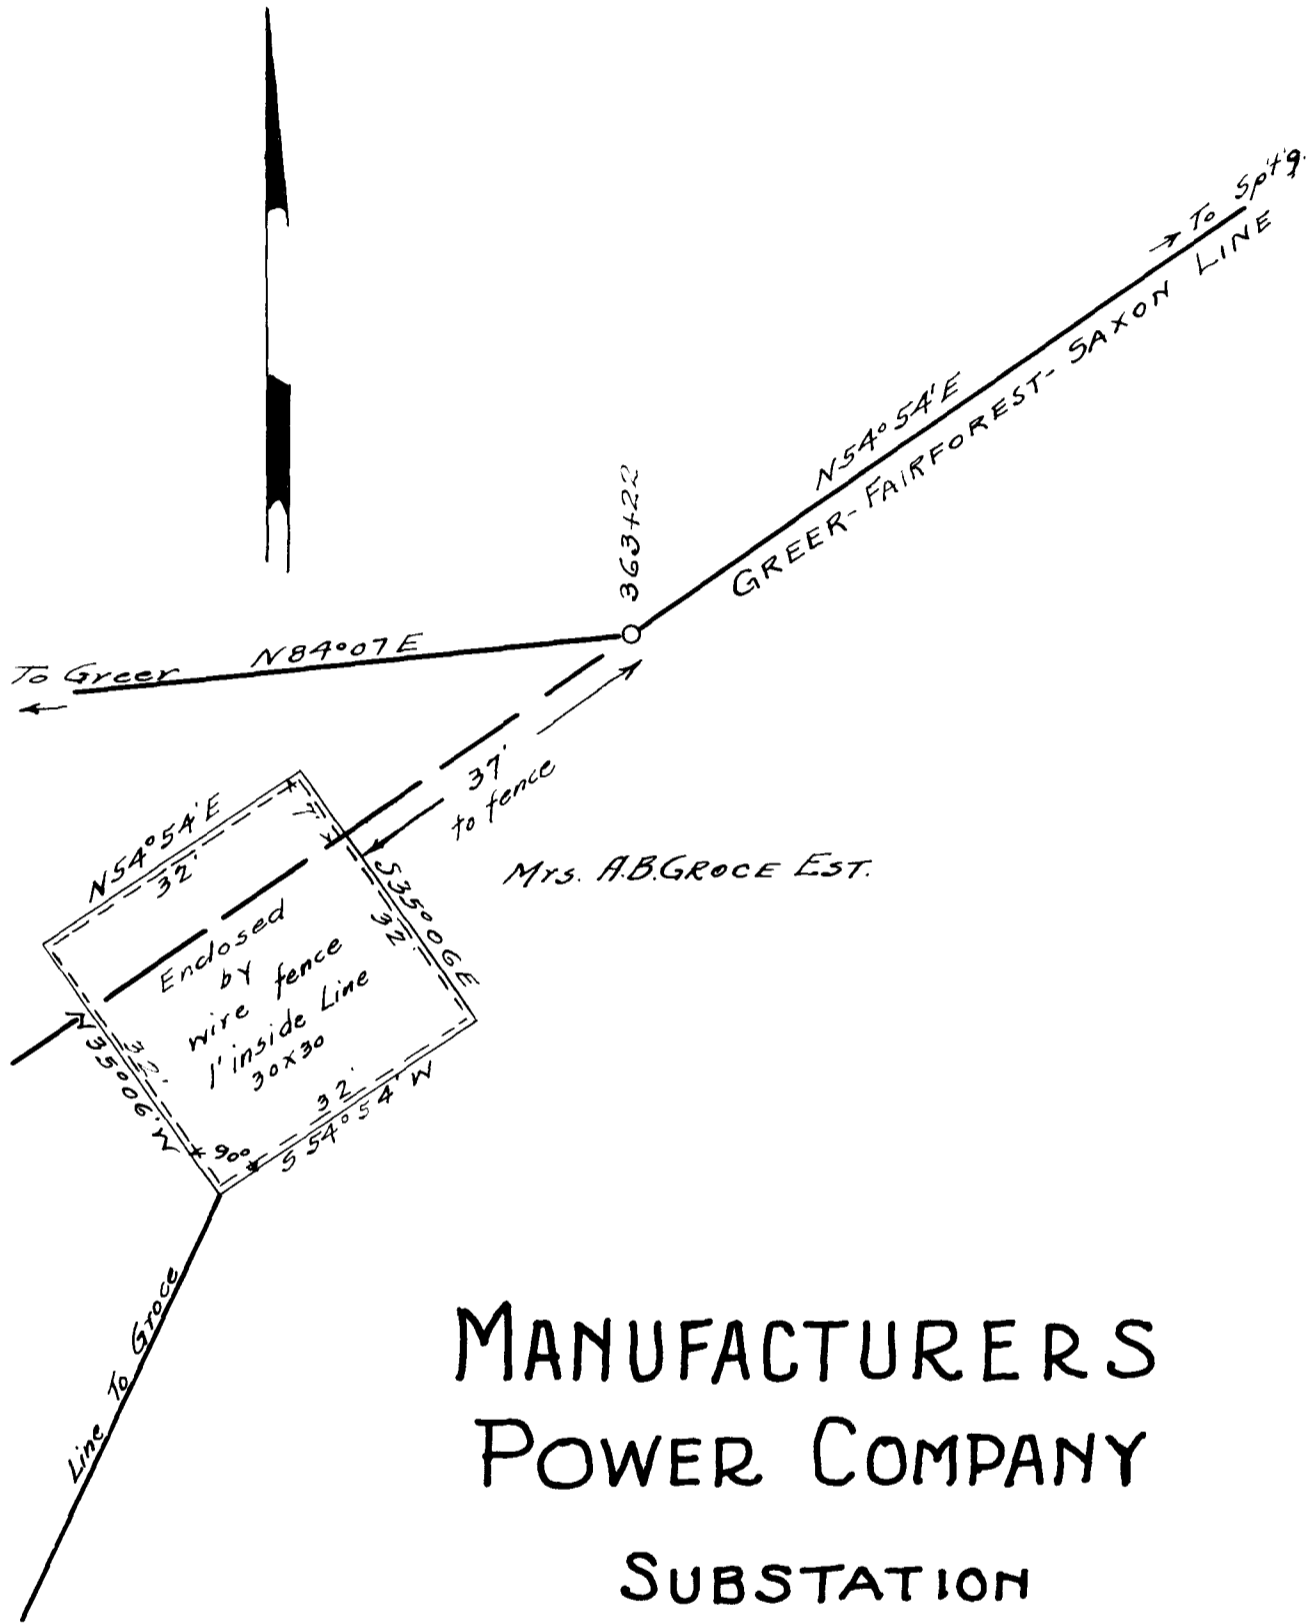 To Sp't'g.
GREER-FAIRFOREST-SAXON LINE
N54°54'E
363+22
N84°07E
To Greer
37'
to fence
N54°54'E
32'
7'
S35°06E
32'
Mrs. A.B.GROCE EST.
Enclosed
by
wire fence
1' inside Line
30x30
N35°06'W
32'
90°
32'
S54°54'W
Line To Groce
MANUFACTURERS
POWER COMPANY
SUBSTATION